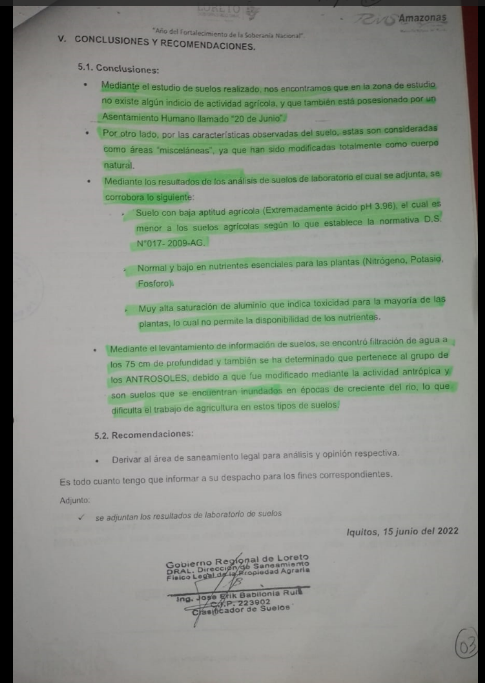 LORETO
Amazonas
"Año del Fortalecimiento de la Soberanía Nacional"
V. CONCLUSIONES Y RECOMENDACIONES.
5.1. Conclusiones:
• Mediante el estudio de suelos realizado, nos encontramos que en la zona de estudio
no existe algún indicio de actividad agrícola, y que también está posesionado por un
Asentamiento Humano llamado "20 de Junio".
• Por otro lado, por las características observadas del suelo, estas son consideradas
como áreas "misceláneas", ya que han sido modificadas totalmente como cuerpo
natural.
• Mediante los resultados de los análisis de suelos de laboratorio el cual se adjunta, se
corrobora lo siguiente:
- Suelo con baja aptitud agrícola (Extremadamente ácido pH 3.96), el cual es
menor a los suelos agrícolas según lo que establece la normativa D.S.
N°017- 2009-AG.
- Normal y bajo en nutrientes esenciales para las plantas (Nitrógeno, Potasio,
Fosforo).
- Muy alta saturación de aluminio que indica toxicidad para la mayoría de las
plantas, lo cual no permite la disponibilidad de los nutrientes.
• Mediante el levantamiento de información de suelos, se encontró filtración de agua a
los 75 cm de profundidad y también se ha determinado que pertenece al grupo de
los ANTROSOLES, debido a que fue modificado mediante la actividad antrópica y
son suelos que se encuentran inundados en épocas de creciente del rio, lo que
dificulta el trabajo de agricultura en estos tipos de suelos.
5.2. Recomendaciones:
• Derivar al área de saneamiento legal para análisis y opinión respectiva.
Es todo cuanto tengo que informar a su despacho para los fines correspondientes.
Adjunto:
✓ se adjuntan los resultados de laboratorio de suelos
Iquitos, 15 junio del 2022
Gobierno Regional de Loreto
DRAL. Dirección de Saneamiento
Físico Legal de la Propiedad Agraria
Ing. Jose Erik Babilonia Ruiz
C.I.P. 223902
Clasificador de Suelos
03